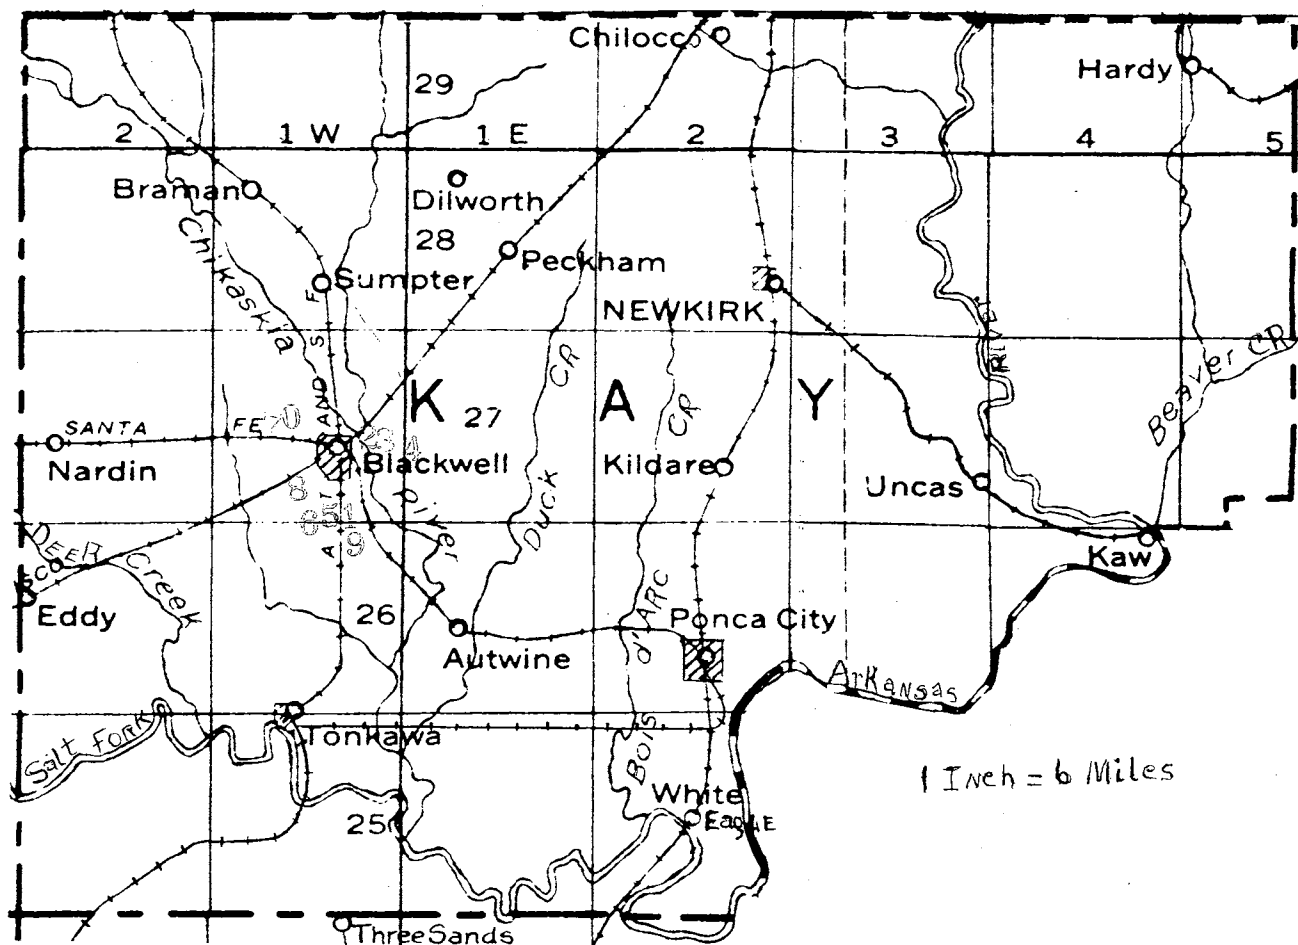 Chilocco
Hardy
29
2
1 W
1 E
2
3
4
5
Braman
Dilworth
28
Chikaskia
Peckham
Sumpter
NEWKIRK
RIVER
Beaver CR
K A Y
27
SANTA FE
A AND S F
Nardin
Blackwell
River
Duck CR
Kildare
Bois d'ARC CR
Uncas
Kaw
DEER Creek
Eddy
26
Autwine
Ponca City
Arkansas
Salt FORK
Tonkawa
1 Inch = 6 Miles
White
EaglE
25
Three Sands